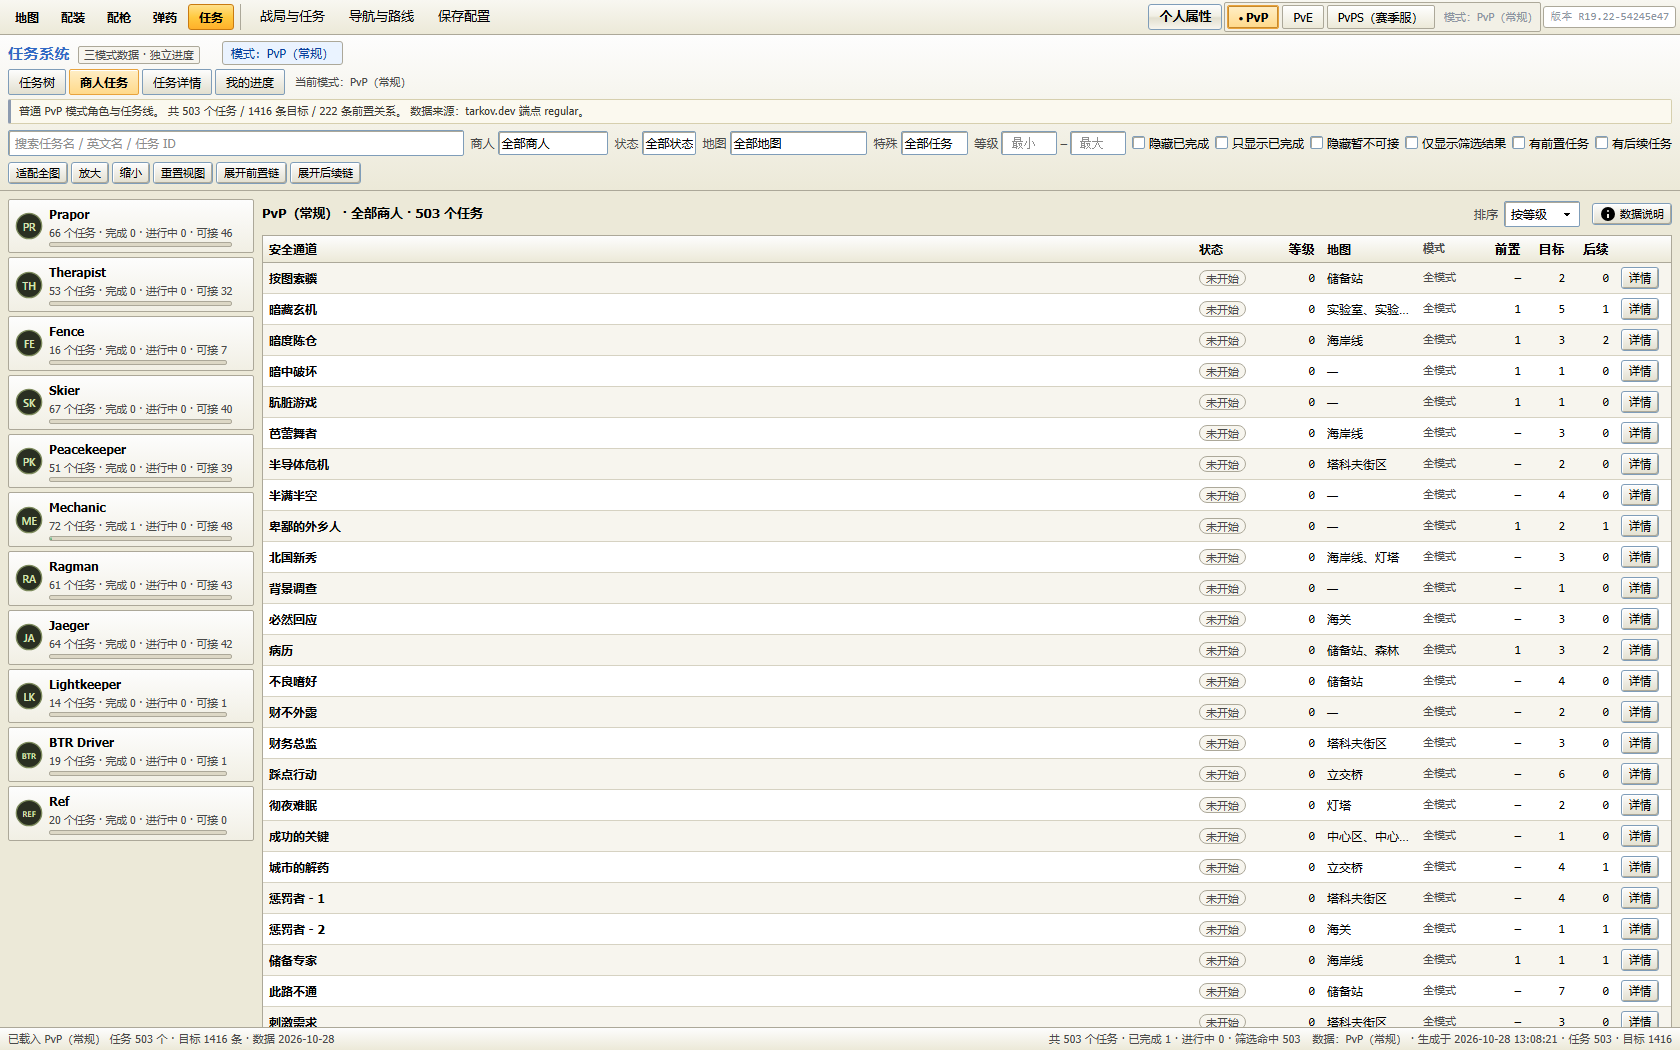 地图 配装 配枪 弹药 任务 战局与任务 导航与路线 保存配置 个人属性 • PvP PvE PvPS（赛季服） 模式：PvP（常规） 版本 R19.22-54245e47
任务系统 三模式数据 · 独立进度 模式：PvP（常规）
任务树 商人任务 任务详情 我的进度 当前模式：PvP（常规）
普通 PvP 模式角色与任务线。 共 503 个任务 / 1416 条目标 / 222 条前置关系。 数据来源：tarkov.dev 端点 regular。
搜索任务名 / 英文名 / 任务 ID 商人 全部商人 状态 全部状态 地图 全部地图 特殊 全部任务 等级 最小 – 最大 隐藏已完成 只显示已完成 隐藏暂不可接 仅显示筛选结果 有前置任务 有后续任务
适配全图 放大 缩小 重置视图 展开前置链 展开后续链
PR Prapor
66 个任务 · 完成 0 · 进行中 0 · 可接 46
TH Therapist
53 个任务 · 完成 0 · 进行中 0 · 可接 32
FE Fence
16 个任务 · 完成 0 · 进行中 0 · 可接 7
SK Skier
67 个任务 · 完成 0 · 进行中 0 · 可接 40
PK Peacekeeper
51 个任务 · 完成 0 · 进行中 0 · 可接 39
ME Mechanic
72 个任务 · 完成 1 · 进行中 0 · 可接 48
RA Ragman
61 个任务 · 完成 0 · 进行中 0 · 可接 43
JA Jaeger
64 个任务 · 完成 0 · 进行中 0 · 可接 42
LK Lightkeeper
14 个任务 · 完成 0 · 进行中 0 · 可接 1
BTR BTR Driver
19 个任务 · 完成 0 · 进行中 0 · 可接 1
REF Ref
20 个任务 · 完成 0 · 进行中 0 · 可接 0
PvP（常规） · 全部商人 · 503 个任务 排序 按等级 数据说明
安全通道 状态 等级 地图 模式 前置 目标 后续
按图索骥 未开始 0 储备站 全模式 — 2 0 详情
暗藏玄机 未开始 0 实验室、实验... 全模式 1 5 1 详情
暗度陈仓 未开始 0 海岸线 全模式 1 3 2 详情
暗中破坏 未开始 0 — 全模式 1 1 0 详情
肮脏游戏 未开始 0 — 全模式 1 1 0 详情
芭蕾舞者 未开始 0 海岸线 全模式 — 3 0 详情
半导体危机 未开始 0 塔科夫街区 全模式 — 2 0 详情
半满半空 未开始 0 — 全模式 — 4 0 详情
卑鄙的外乡人 未开始 0 — 全模式 1 2 1 详情
北国新秀 未开始 0 海岸线、灯塔 全模式 — 3 0 详情
背景调查 未开始 0 — 全模式 — 1 0 详情
必然回应 未开始 0 海关 全模式 — 3 0 详情
病历 未开始 0 储备站、森林 全模式 1 3 2 详情
不良嗜好 未开始 0 储备站 全模式 — 4 0 详情
财不外露 未开始 0 — 全模式 — 2 0 详情
财务总监 未开始 0 塔科夫街区 全模式 — 3 0 详情
踩点行动 未开始 0 立交桥 全模式 — 6 0 详情
彻夜难眠 未开始 0 灯塔 全模式 — 2 0 详情
成功的关键 未开始 0 中心区、中心... 全模式 — 1 0 详情
城市的解药 未开始 0 立交桥 全模式 — 4 1 详情
惩罚者 - 1 未开始 0 塔科夫街区 全模式 — 4 0 详情
惩罚者 - 2 未开始 0 海关 全模式 — 1 1 详情
储备专家 未开始 0 海岸线 全模式 1 1 1 详情
此路不通 未开始 0 储备站 全模式 — 7 0 详情
刺激需求 未开始 0 塔科夫街区 全模式 — 3 0 详情
已载入 PvP（常规） 任务 503 个 · 目标 1416 条 · 数据 2026-10-28 共 503 个任务 · 已完成 1 · 进行中 0 · 筛选命中 503 数据：PvP（常规） · 生成于 2026-10-28 13:08:21 · 任务 503 · 目标 1416